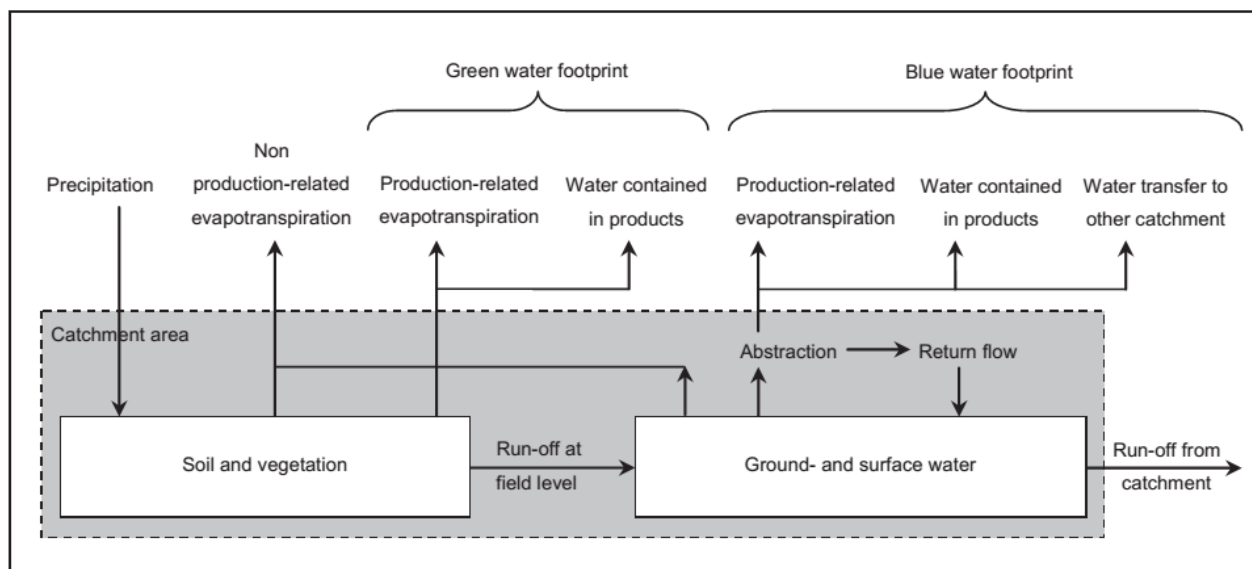 Green water footprint
Blue water footprint
Precipitation
Non
production-related
evapotranspiration
Production-related
evapotranspiration
Water contained
in products
Production-related
evapotranspiration
Water contained
in products
Water transfer to
other catchment
Catchment area
Abstraction
Return flow
Soil and vegetation
Run-off at
field level
Ground- and surface water
Run-off from
catchment